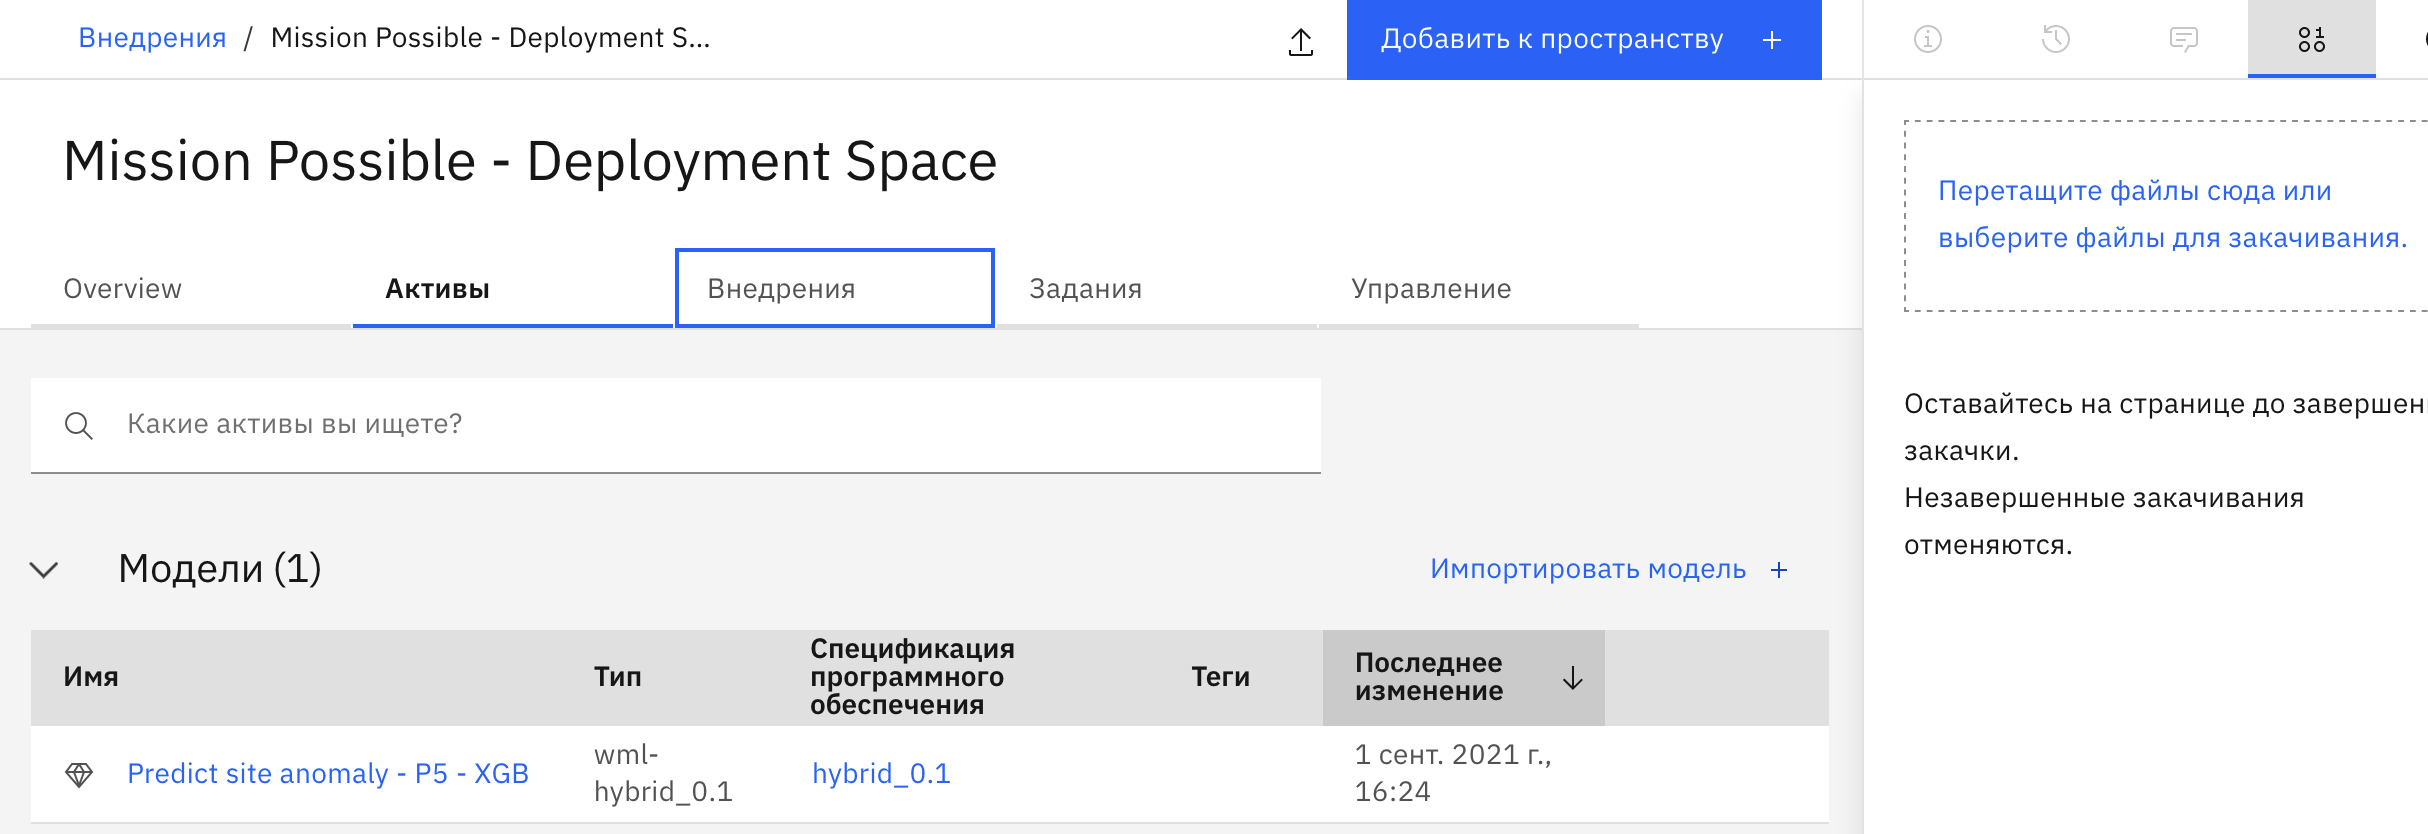 Внедрения / Mission Possible - Deployment S...
Добавить к пространству +
Mission Possible - Deployment Space
Overview Активы Внедрения Задания Управление
Какие активы вы ищете?
Модели (1)
Импортировать модель +
Имя
Тип
Спецификация
программного
обеспечения
Теги
Последнее
изменение
Predict site anomaly - P5 - XGB
wml-
hybrid_0.1
hybrid_0.1
1 сент. 2021 г.,
16:24
Перетащите файлы сюда или
выберите файлы для закачивания.
Оставайтесь на странице до
закачки.
Незавершенные закачивания
отменяются.